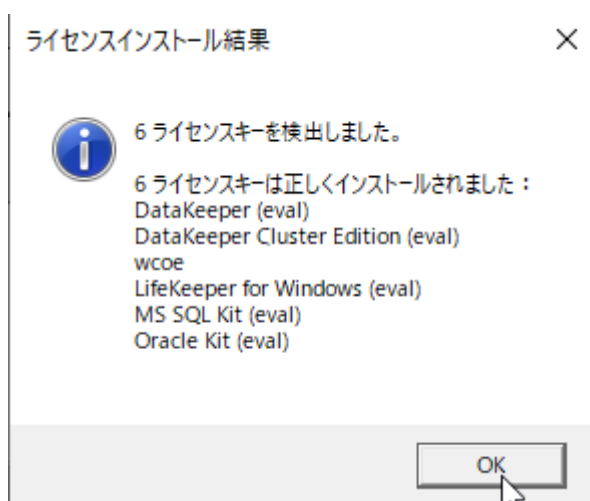 ライセンスインストール結果
6 ライセンスキーを検出しました。
6 ライセンスキーは正しくインストールされました：
DataKeeper (eval)
DataKeeper Cluster Edition (eval)
wcoe
LifeKeeper for Windows (eval)
MS SQL Kit (eval)
Oracle Kit (eval)
OK